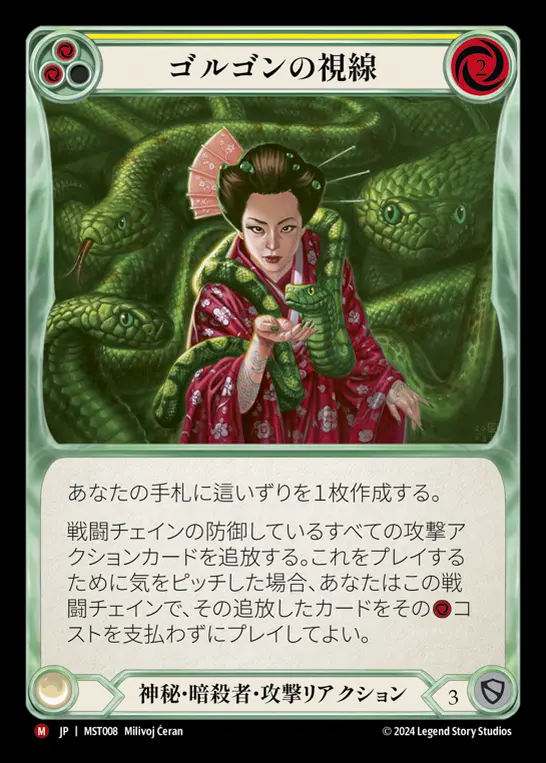 ゴルゴンの視線
2
あなたの手札に這いずりを1枚作成する。
戦闘チェインの防御しているすべての攻撃ア
クションカードを追放する。これをプレイする
ために気をピッチした場合、あなたはこの戦
闘チェインで、その追放したカードをそのコ
ストを支払わずにプレイしてよい。
神秘・暗殺者・攻撃リアクション
3
M JP | MST008 Milivoj Ćeran
© 2024 Legend Story Studios